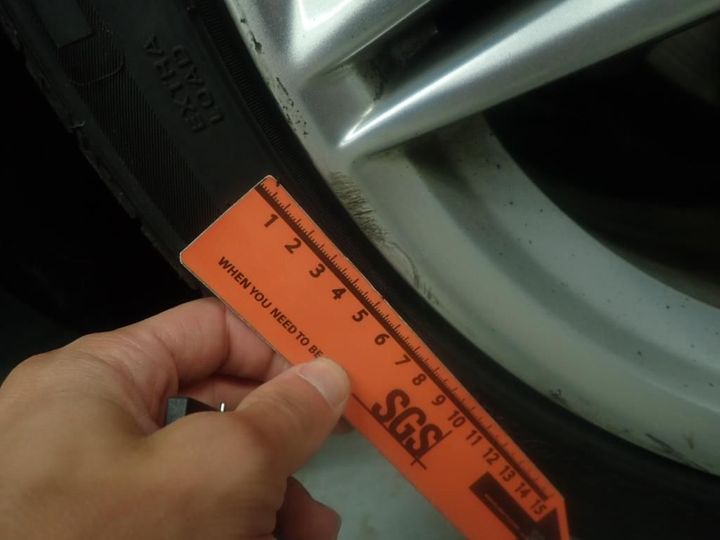 EXTRA
LOAD
1 2 3 4 5 6 7 8 9 10 11 12 13 14 15
WHEN YOU NEED TO BE
SGS